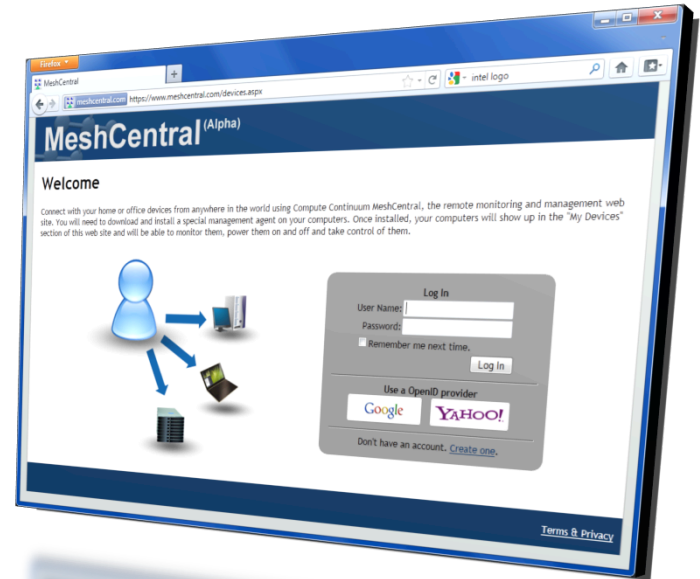 Firefox
MeshCentral
meshcentral.com https://www.meshcentral.com/devices.aspx
intel logo
MeshCentral (Alpha)
Welcome
Connect with your home or office devices from anywhere in the world using Compute Continuum MeshCentral, the remote monitoring and management web
site. You will need to download and install a special management agent on your computers. Once installed, your computers will show up in the "My Devices"
section of this web site and will be able to monitor them, power them on and off and take control of them.
Log In
User Name:
Password:
Remember me next time.
Log In
Use a OpenID provider
Google YAHOO!
Don't have an account. Create one.
Terms & Privacy